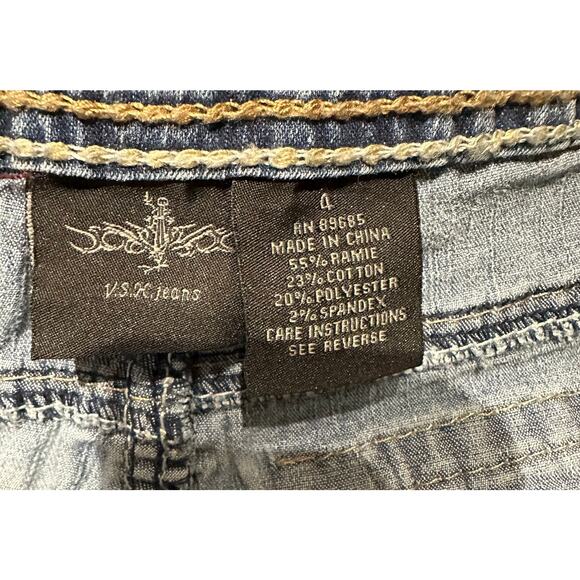 V.S.X. jeans
4
RN 89685
MADE IN CHINA
55% RAMIE
23% COTTON
20% POLYESTER
2% SPANDEX
CARE INSTRUCTIONS
SEE REVERSE